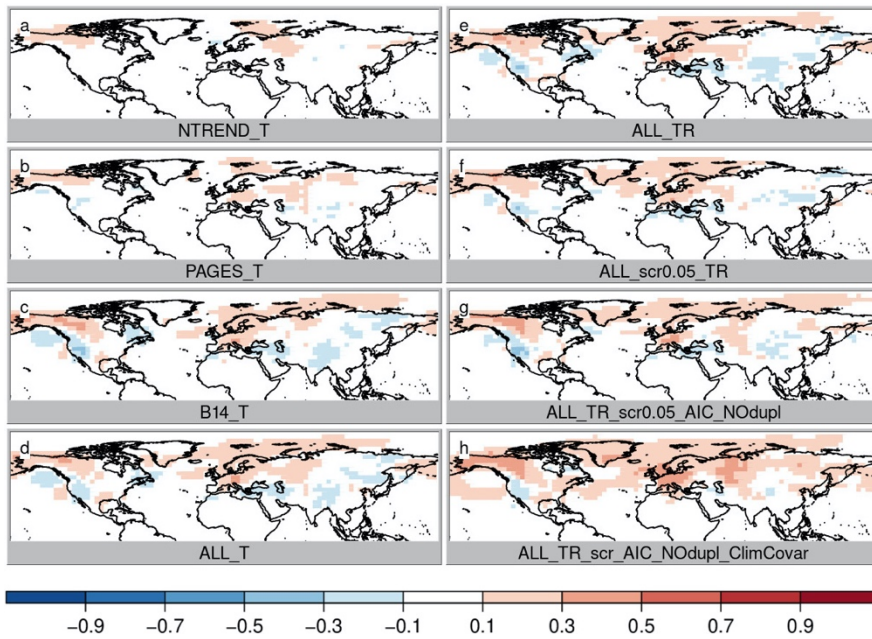 a
NTREND_T
b
PAGES_T
c
B14_T
d
ALL_T
e
ALL_TR
f
ALL_scr0.05_TR
g
ALL_TR_scr0.05_AIC_NOdupl
h
ALL_TR_scr_AIC_NOdupl_ClimCovar
−0.9 −0.7 −0.5 −0.3 −0.1 0.1 0.3 0.5 0.7 0.9